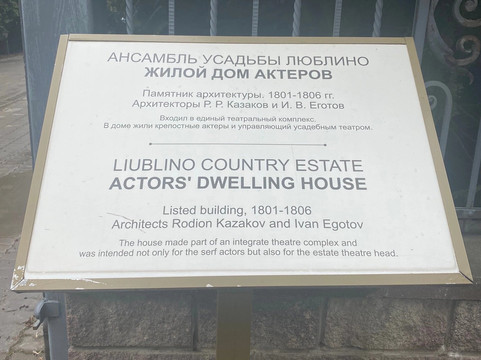 АНСАМБЛЬ УСАДЬБЫ ЛЮБЛИНО
ЖИЛОЙ ДОМ АКТЕРОВ
Памятник архитектуры. 1801-1806 гг.
Архитекторы Р. Р. Казаков и И. В. Еготов
Входил в единый театральный комплекс.
В доме жили крепостные актеры и управляющий усадебным театром.
LIUBLINO COUNTRY ESTATE
ACTORS' DWELLING HOUSE
Listed building, 1801-1806
Architects Rodion Kazakov and Ivan Egotov
The house made part of an integrate theatre complex and
was intended not only for the serf actors but also for the estate theatre head.